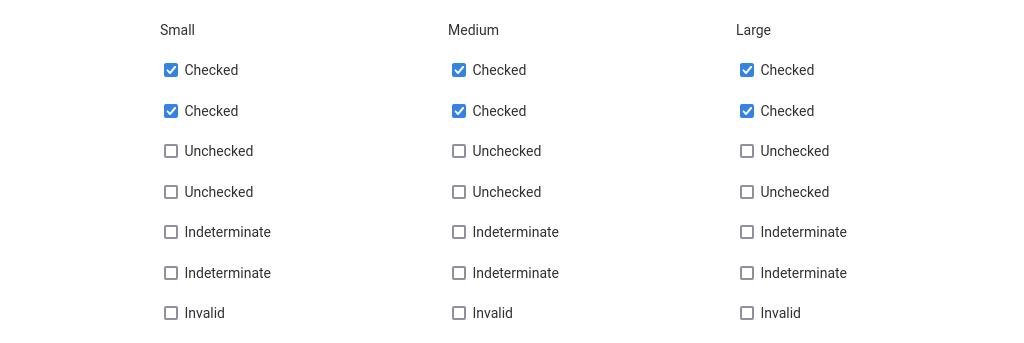 Small Medium Large
Checked Checked Checked
Checked Checked Checked
Unchecked Unchecked Unchecked
Unchecked Unchecked Unchecked
Indeterminate Indeterminate Indeterminate
Indeterminate Indeterminate Indeterminate
Invalid Invalid Invalid